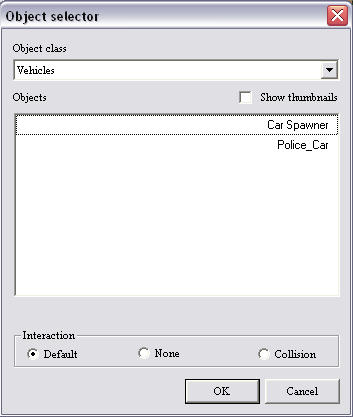 Object selector
Object class
Vehicles
Objects
Show thumbnails
Car Spawner
Police_Car
Interaction
Default
None
Collision
OK
Cancel